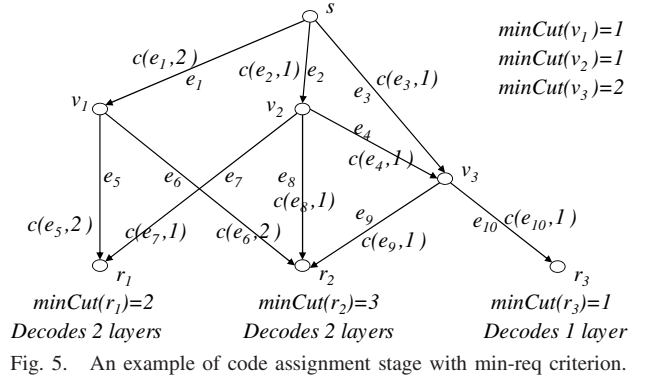 s
minCut(v1)=1
minCut(v2)=1
minCut(v3)=2
c(e1,2)
e1
c(e2,1)
e2
c(e3,1)
e3
v1
v2
e4
c(e4,1)
v3
e5
e6
e7
e8
c(e8,1)
e9
c(e9,1)
e10
c(e10,1)
c(e5,2)
c(e7,1)
c(e6,2)
r1
r2
r3
minCut(r1)=2
Decodes 2 layers
minCut(r2)=3
Decodes 2 layers
minCut(r3)=1
Decodes 1 layer
Fig. 5. An example of code assignment stage with min-req criterion.